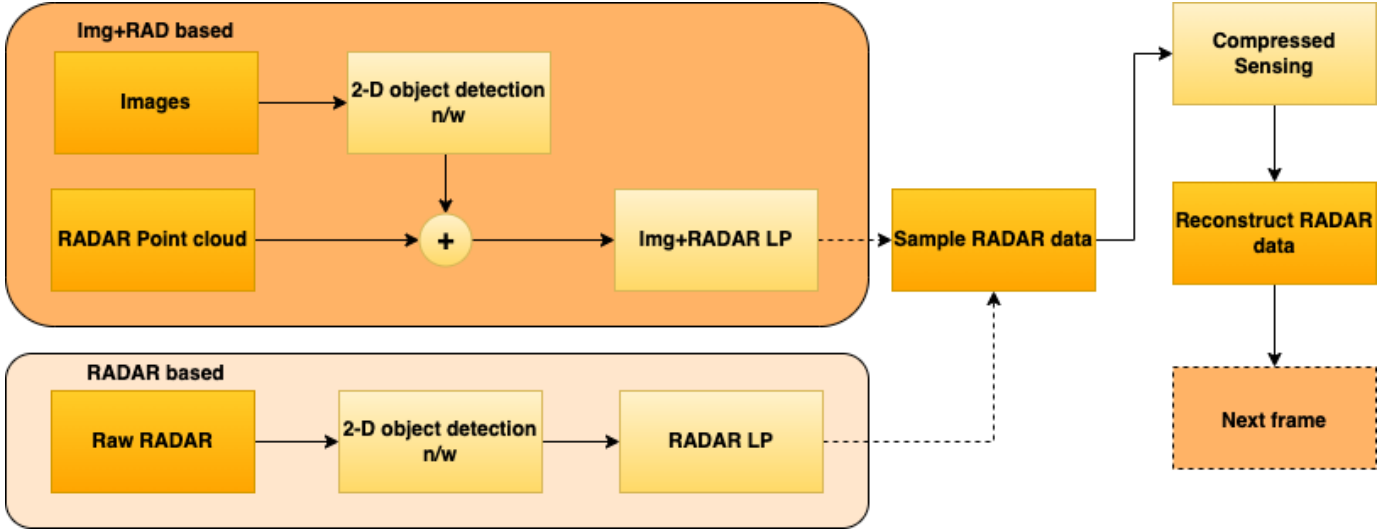 Img+RAD based
Images
2-D object detection
n/w
RADAR Point cloud
+
Img+RADAR LP
Sample RADAR data
Compressed
Sensing
Reconstruct RADAR
data
Next frame
RADAR based
Raw RADAR
2-D object detection
n/w
RADAR LP